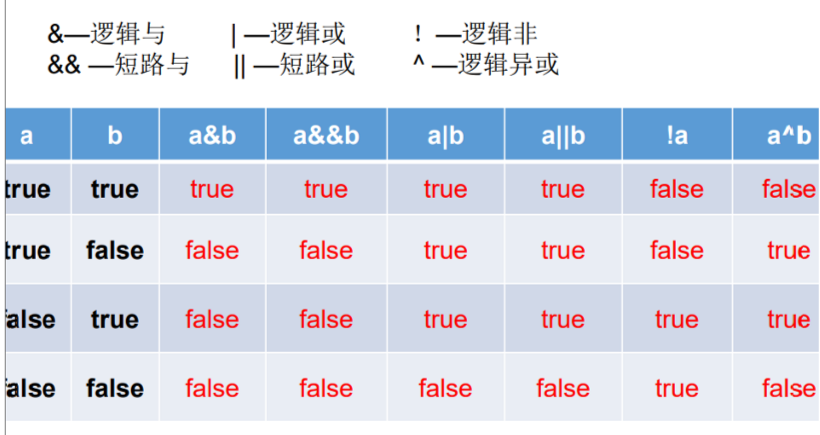 &—逻辑与 | —逻辑或 ! —逻辑非
&& —短路与 || —短路或 ^ —逻辑异或
a b a&b a&&b a|b a||b !a a^b
true true true true true true false false
true false false false true true false true
false true false false true true true true
false false false false false false true false